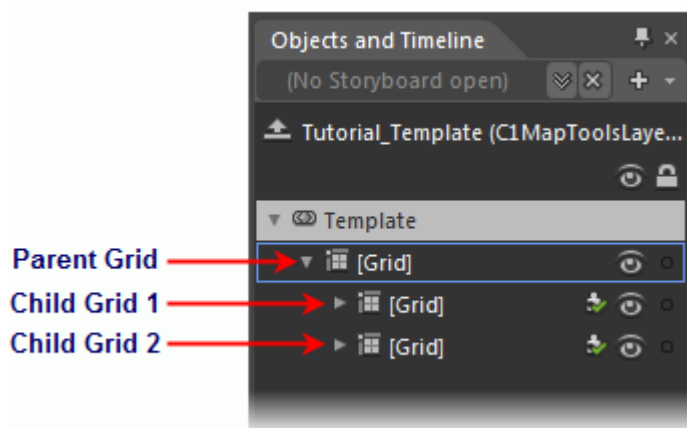 Objects and Timeline
(No Storyboard open)
Tutorial_Template (C1MapToolsLaye...
Template
Parent Grid
[Grid]
Child Grid 1
[Grid]
Child Grid 2
[Grid]